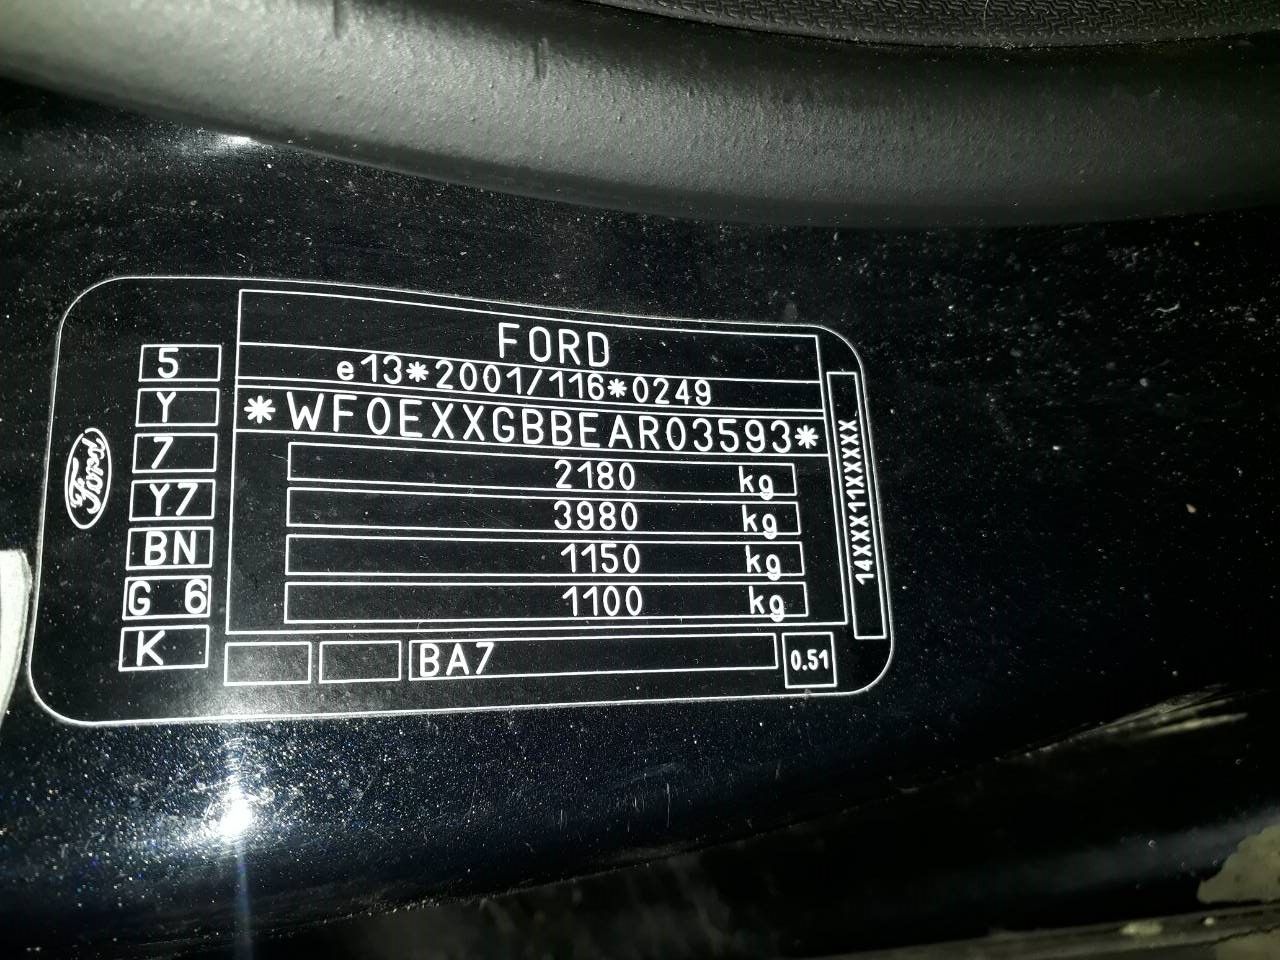 FORD
e13*2001/116*0249
*WF0EXXGBBEAR03593*
2180 kg
3980 kg
1150 kg
1100 kg
BA7
0.51
14XXX11XXXXX
5
Y
7
Y7
BN
G 6
K
Ford